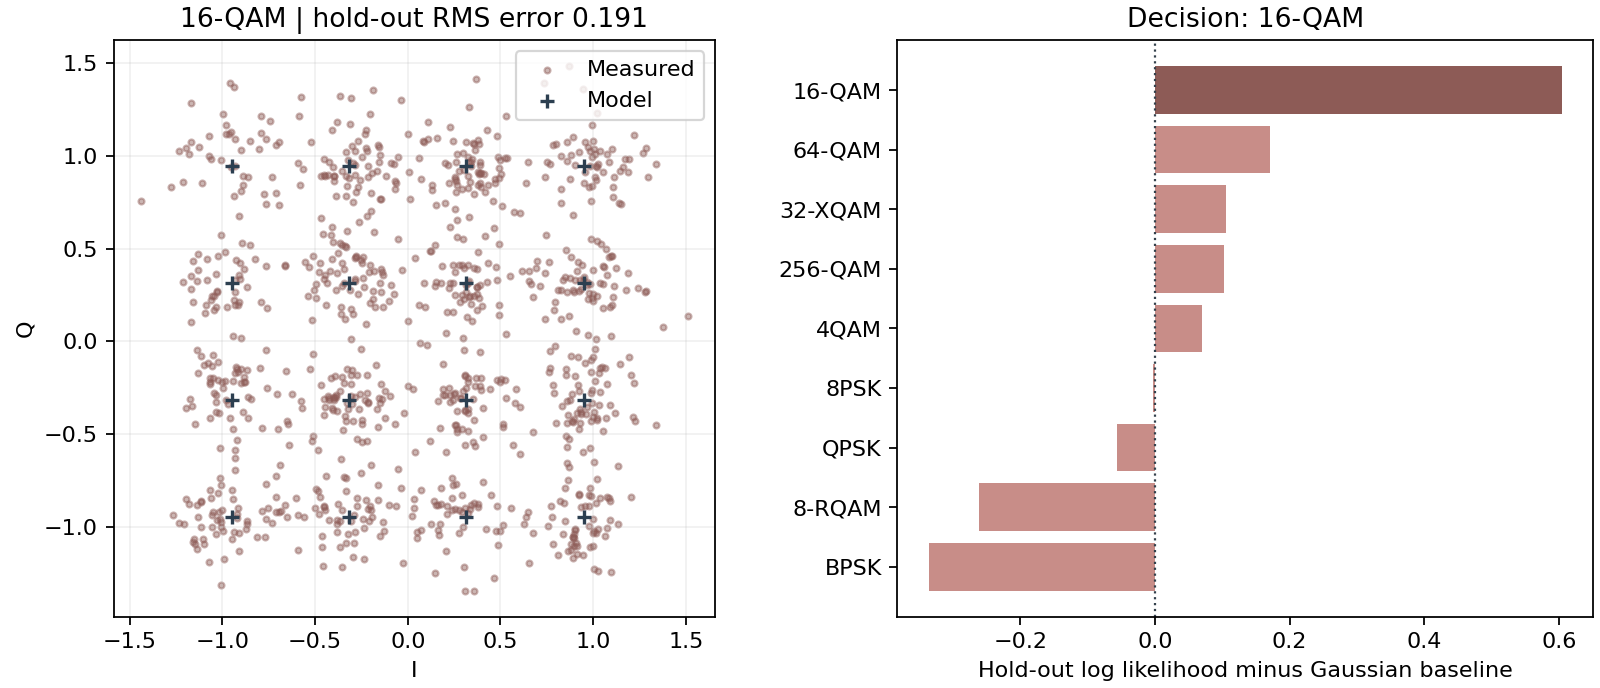 16-QAM | hold-out RMS error 0.191
Measured
Model
1.5
1.0
0.5
0.0
−0.5
−1.0
Q
−1.5
−1.0
−0.5
0.0
0.5
1.0
1.5
I
Decision: 16-QAM
16-QAM
64-QAM
32-XQAM
256-QAM
4QAM
8PSK
QPSK
8-RQAM
BPSK
−0.2
0.0
0.2
0.4
0.6
Hold-out log likelihood minus Gaussian baseline